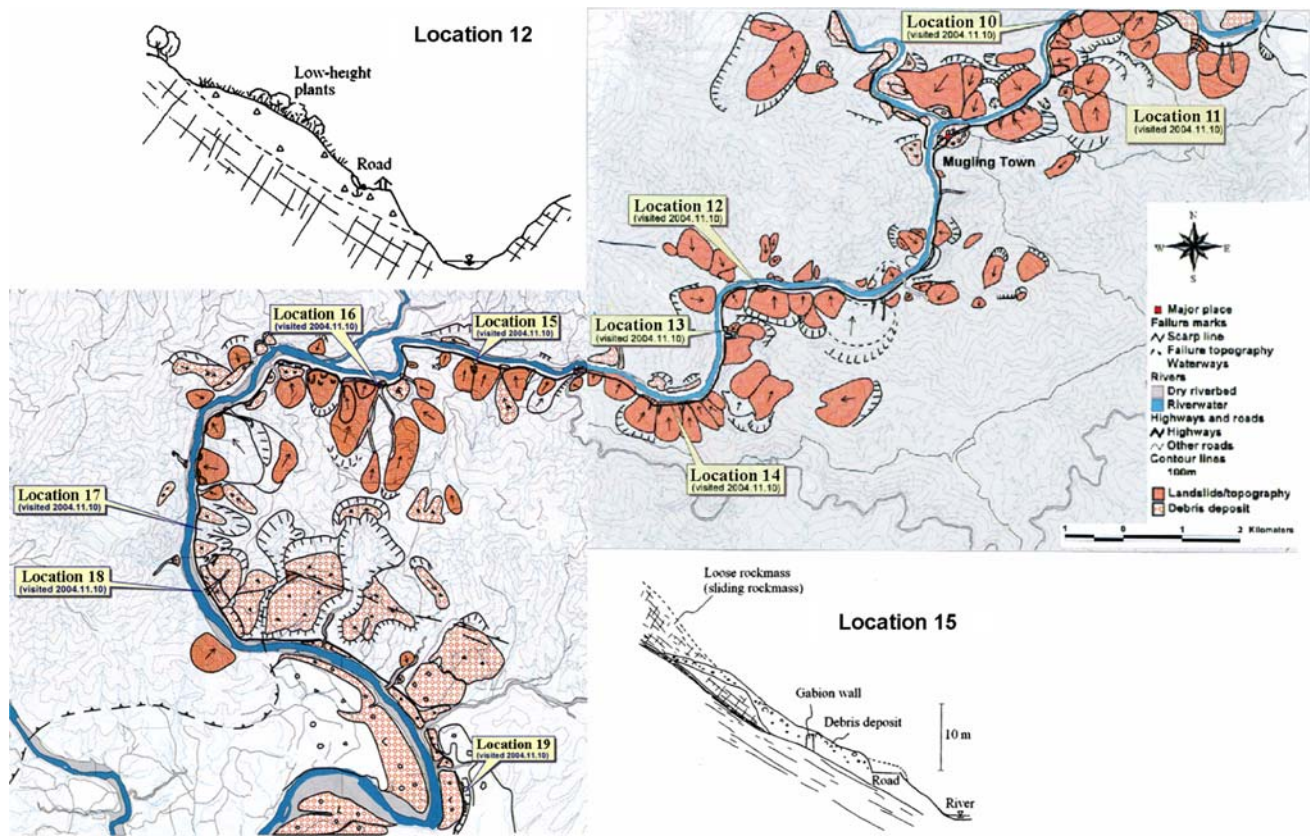 Location 12
Low-height
plants
Road
Location 10
(visited 2004.11.10)
Location 11
(visited 2004.11.10)
Mugling Town
Location 12
(visited 2004.11.10)
Location 13
(visited 2004.11.10)
Location 14
(visited 2004.11.10)
N
W
E
S
Major place
Failure marks
Scarp line
Failure topography
Waterways
Rivers
Dry riverbed
Riverwater
Highways and roads
Highways
Other roads
Contour lines
100m
Landslide/topography
Debris deposit
1 0 1 2 Kilometers
Location 16
(visited 2004.11.10)
Location 15
(visited 2004.11.10)
Location 17
(visited 2004.11.10)
Location 18
(visited 2004.11.10)
Location 19
(visited 2004.11.10)
Loose rockmass
(sliding rockmass)
Location 15
Gabion wall
Debris deposit
10 m
Road
River